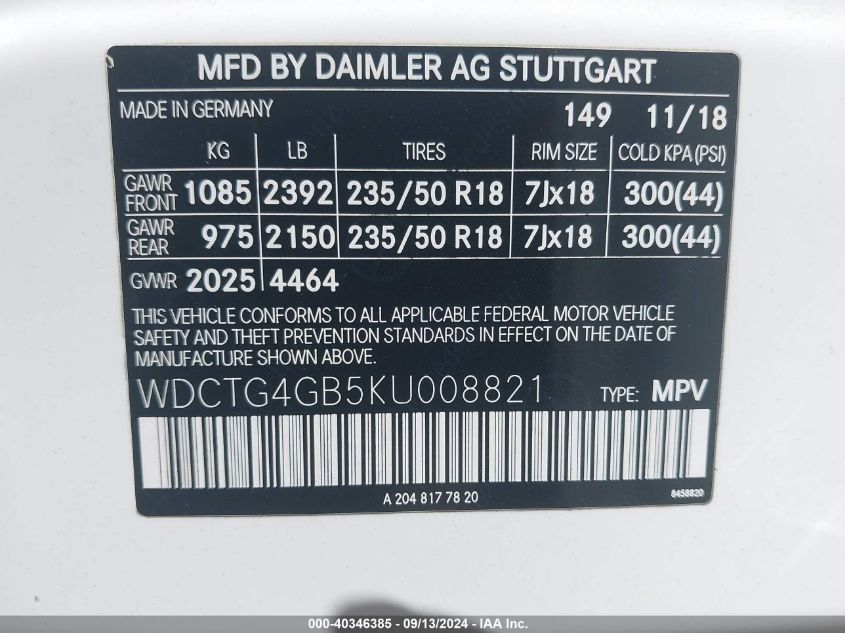 MFD BY DAIMLER AG STUTTGART
MADE IN GERMANY 149 11/18
KG LB TIRES RIM SIZE COLD KPA (PSI)
GAWR FRONT 1085 2392 235/50 R18 7Jx18 300(44)
GAWR REAR 975 2150 235/50 R18 7Jx18 300(44)
GVWR 2025 4464
THIS VEHICLE CONFORMS TO ALL APPLICABLE FEDERAL MOTOR VEHICLE
SAFETY AND THEFT PREVENTION STANDARDS IN EFFECT ON THE DATE OF
MANUFACTURE SHOWN ABOVE.
WDCTG4GB5KU008821 TYPE: MPV
A 204 817 78 20 8458820
000-40346385 - 09/13/2024 - IAA Inc.